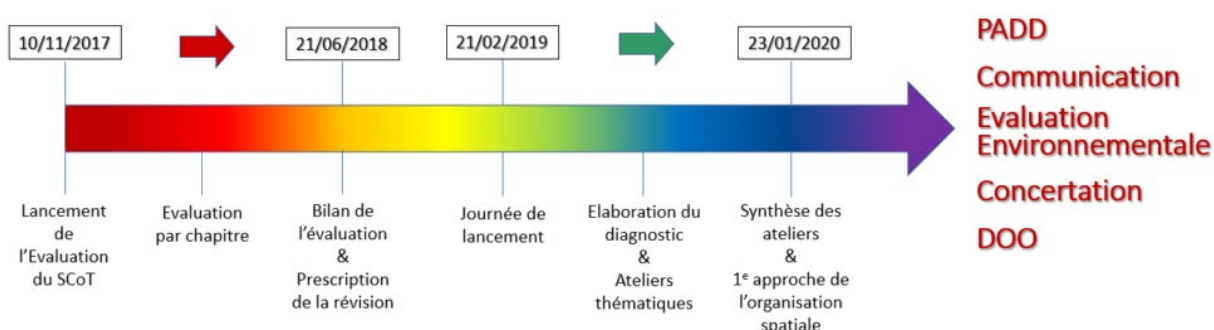 10/11/2017
21/06/2018
21/02/2019
23/01/2020
Lancement
de
l'Evaluation
du SCoT
Evaluation
par chapitre
Bilan de
l'évaluation
&
Prescription
de la révision
Journée de
lancement
Elaboration du
diagnostic
&
Ateliers
thématiques
Synthèse des
ateliers
&
1e approche de
l'organisation
spatiale
PADD
Communication
Evaluation
Environnementale
Concertation
DOO